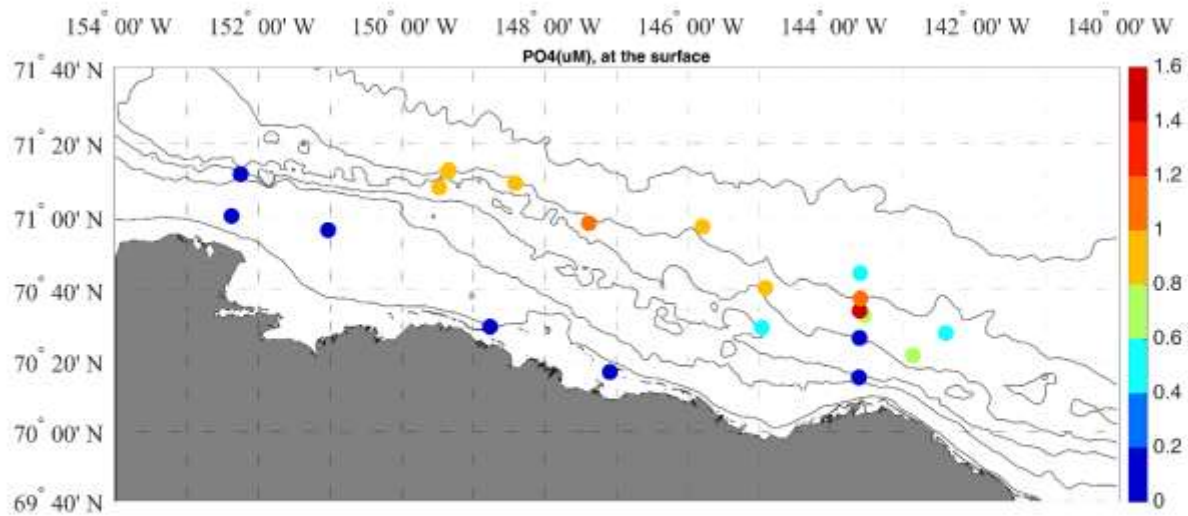 154° 00' W 152° 00' W 150° 00' W 148° 00' W 146° 00' W 144° 00' W 142° 00' W 140° 00' W
PO4(uM), at the surface
71° 40' N
71° 20' N
71° 00' N
70° 40' N
70° 20' N
70° 00' N
69° 40' N
1.6
1.4
1.2
1
0.8
0.6
0.4
0.2
0